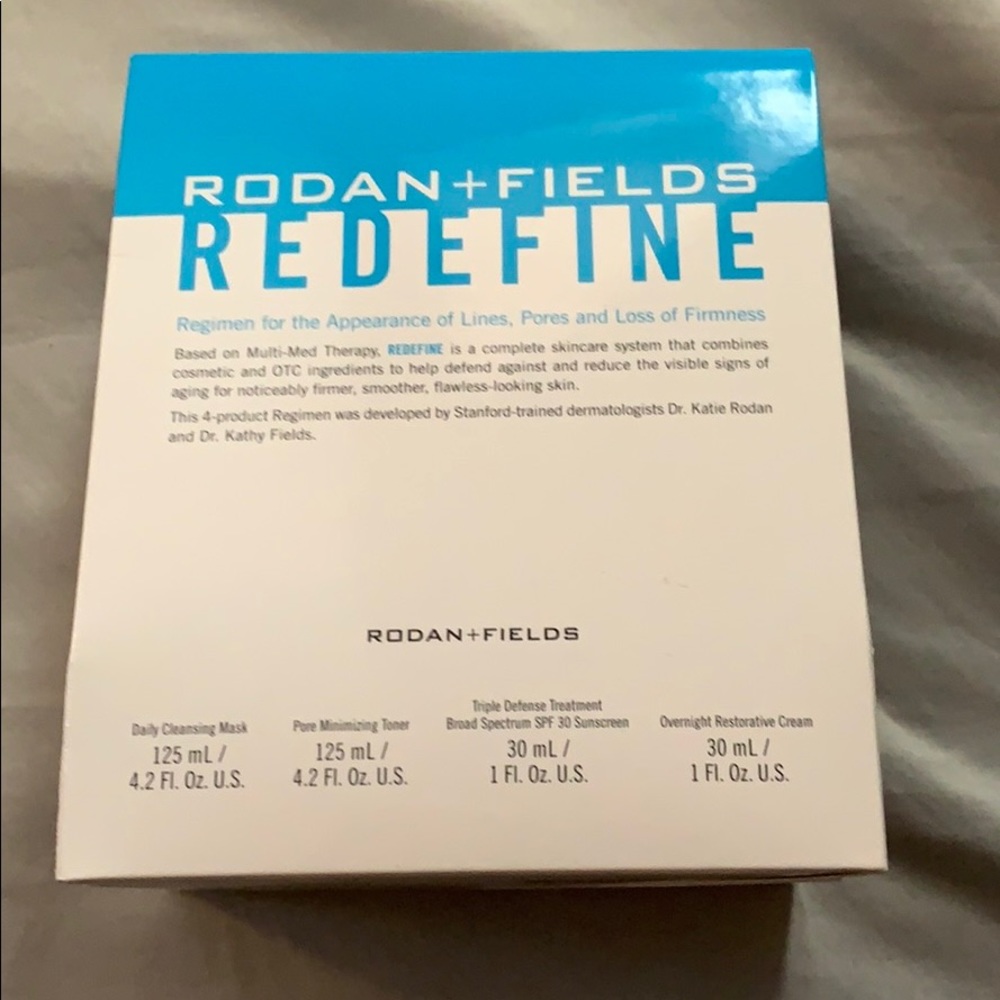 RODAN+FIELDS
REDEFINE
Regimen for the Appearance of Lines, Pores and Loss of Firmness
Based on Multi-Med Therapy, REDEFINE is a complete skincare system that combines
cosmetic and OTC ingredients to help defend against and reduce the visible signs of
aging for noticeably firmer, smoother, flawless-looking skin.
This 4-product Regimen was developed by Stanford-trained dermatologists Dr. Katie Rodan
and Dr. Kathy Fields.
RODAN+FIELDS
Daily Cleansing Mask
125 mL /
4.2 Fl. Oz. U.S.
Pore Minimizing Toner
125 mL /
4.2 Fl. Oz. U.S.
Triple Defense Treatment
Broad Spectrum SPF 30 Sunscreen
30 mL /
1 Fl. Oz. U.S.
Overnight Restorative Cream
30 mL /
1 Fl. Oz. U.S.